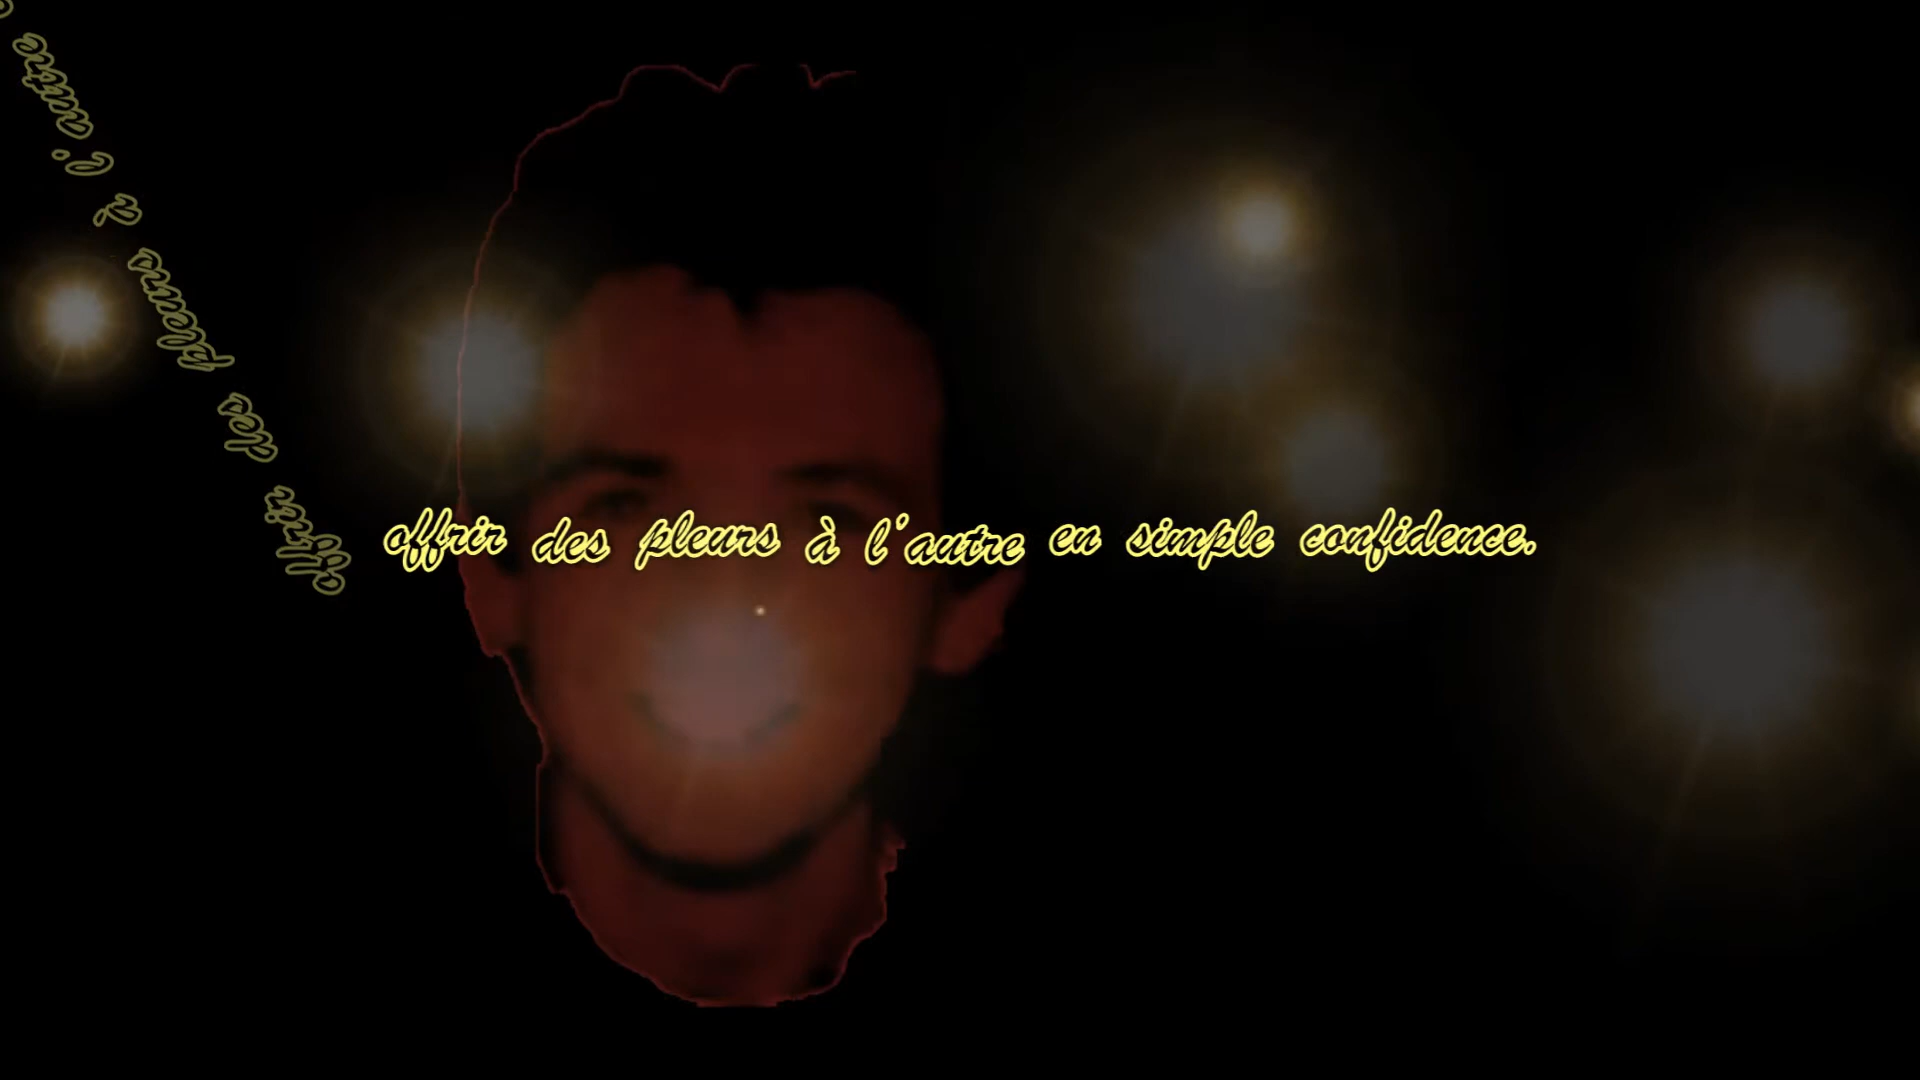 offrir des pleurs à l'autre
offrir des pleurs à l'autre en simple confidence.